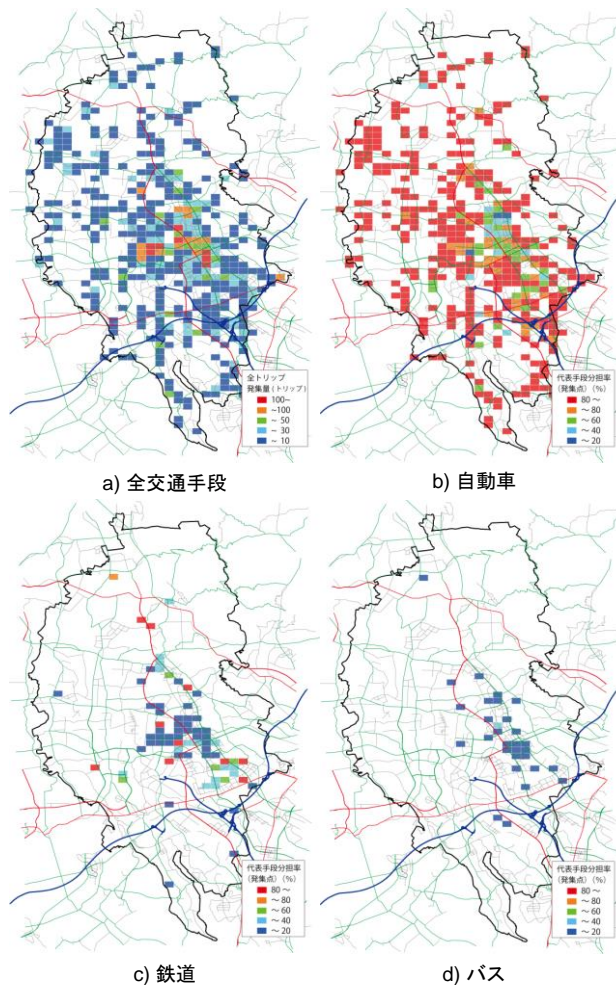 全トリップ
発集量(トリップ)
100~
~100
~ 50
~ 30
~ 10
a) 全交通手段
代表手段分担率
(発集点)(%)
80 ～
～ 80
～ 60
～ 40
～ 20
b) 自動車
代表手段分担率
(発集点)(%)
80 ～
～ 80
～ 60
～ 40
～ 20
c) 鉄道
代表手段分担率
(発集点)(%)
80 ～
～ 80
～ 60
～ 40
～ 20
d) バス